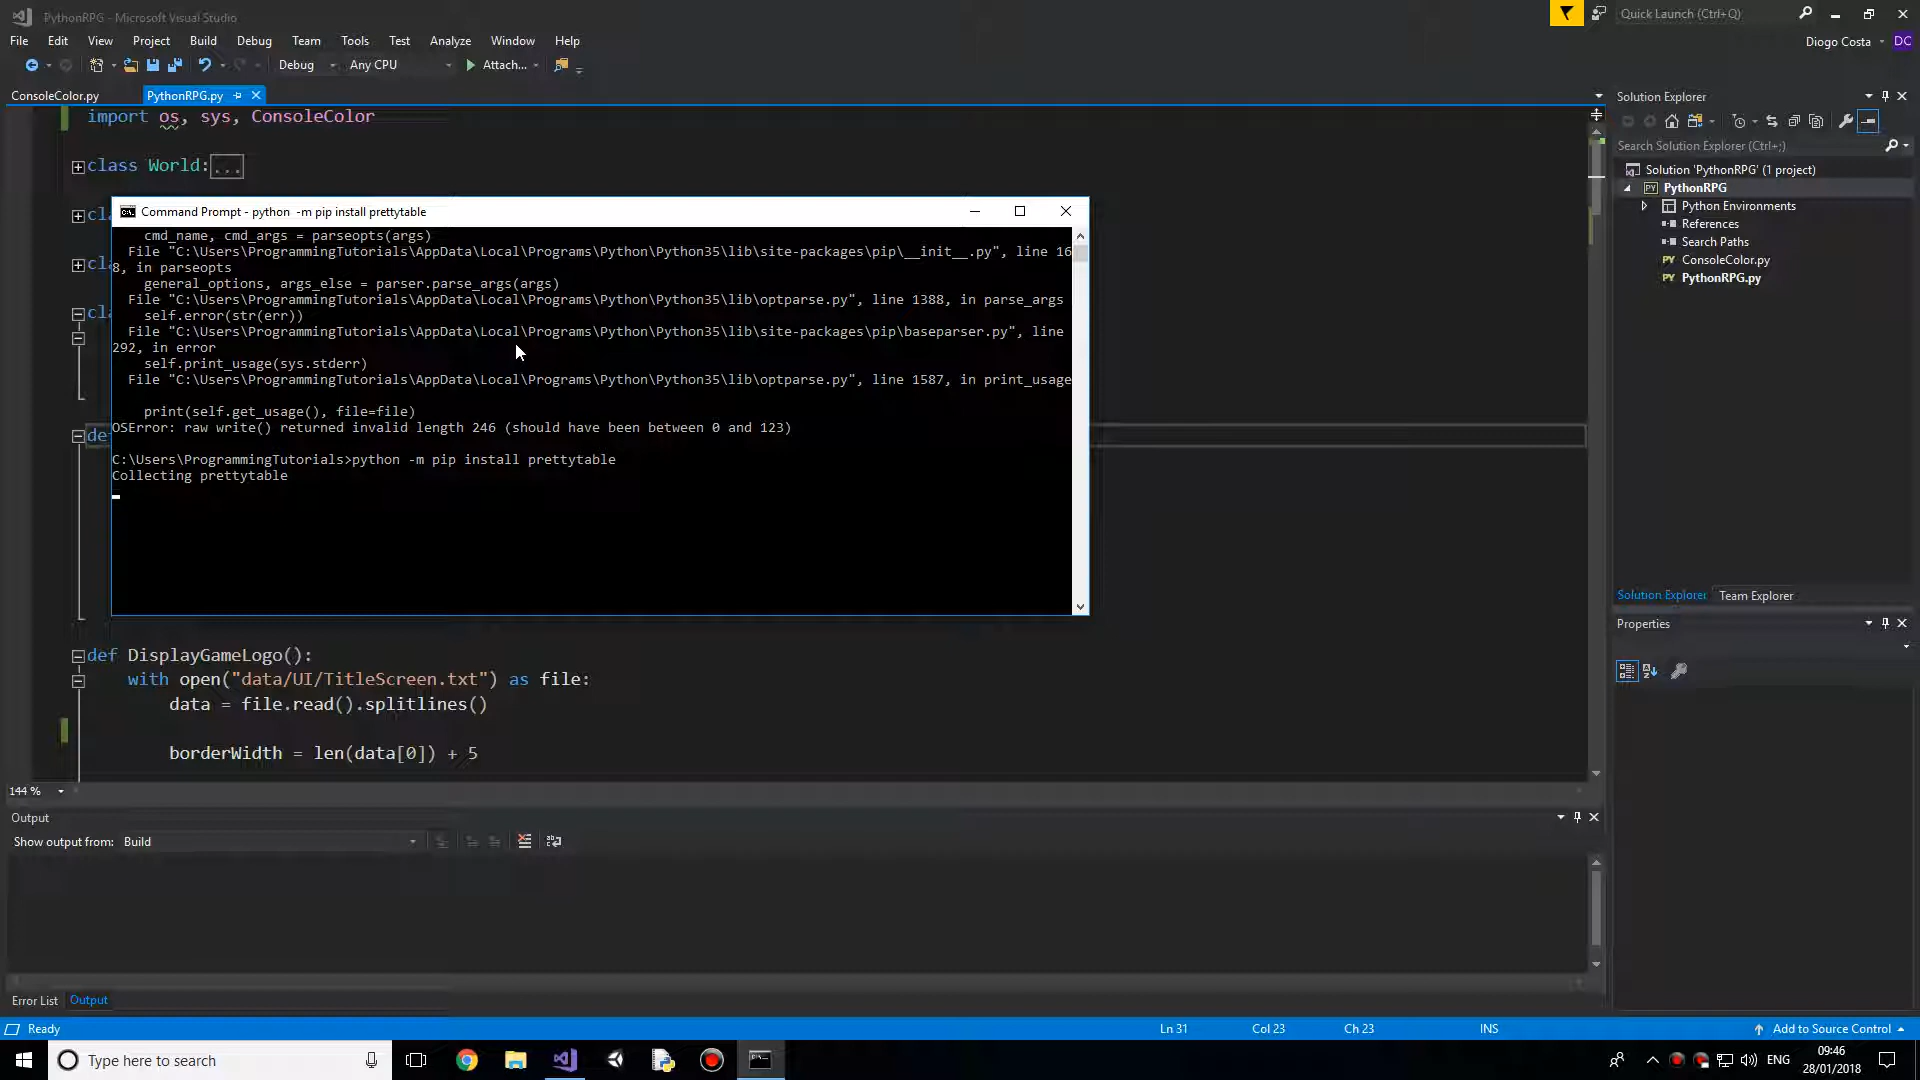 PythonRPG - Microsoft Visual Studio
Quick Launch (Ctrl+Q)
File Edit View Project Build Debug Team Tools Test Analyze Window Help
Diogo Costa DC
Debug Any CPU Attach...
ConsoleColor.py PythonRPG.py
import os, sys, ConsoleColor
class World:...
cl
cl
cl
de
Command Prompt - python -m pip install prettytable
cmd_name, cmd_args = parseopts(args)
File "C:\Users\ProgrammingTutorials\AppData\Local\Programs\Python\Python35\lib\site-packages\pip\__init__.py", line 16
8, in parseopts
general_options, args_else = parser.parse_args(args)
File "C:\Users\ProgrammingTutorials\AppData\Local\Programs\Python\Python35\lib\optparse.py", line 1388, in parse_args
self.error(str(err))
File "C:\Users\ProgrammingTutorials\AppData\Local\Programs\Python\Python35\lib\site-packages\pip\baseparser.py", line
292, in error
self.print_usage(sys.stderr)
File "C:\Users\ProgrammingTutorials\AppData\Local\Programs\Python\Python35\lib\optparse.py", line 1587, in print_usage
print(self.get_usage(), file=file)
OSError: raw write() returned invalid length 246 (should have been between 0 and 123)
C:\Users\ProgrammingTutorials>python -m pip install prettytable
Collecting prettytable
def DisplayGameLogo():
with open("data/UI/TitleScreen.txt") as file:
data = file.read().splitlines()
borderWidth = len(data[0]) + 5
144 %
Output
Show output from: Build
Error List Output
Solution Explorer
Search Solution Explorer (Ctrl+;)
Solution 'PythonRPG' (1 project)
PY PythonRPG
Python Environments
References
Search Paths
PY ConsoleColor.py
PY PythonRPG.py
Solution Explorer Team Explorer
Properties
Ready Ln 31 Col 23 Ch 23 INS Add to Source Control
Type here to search
ENG
09:46
28/01/2018